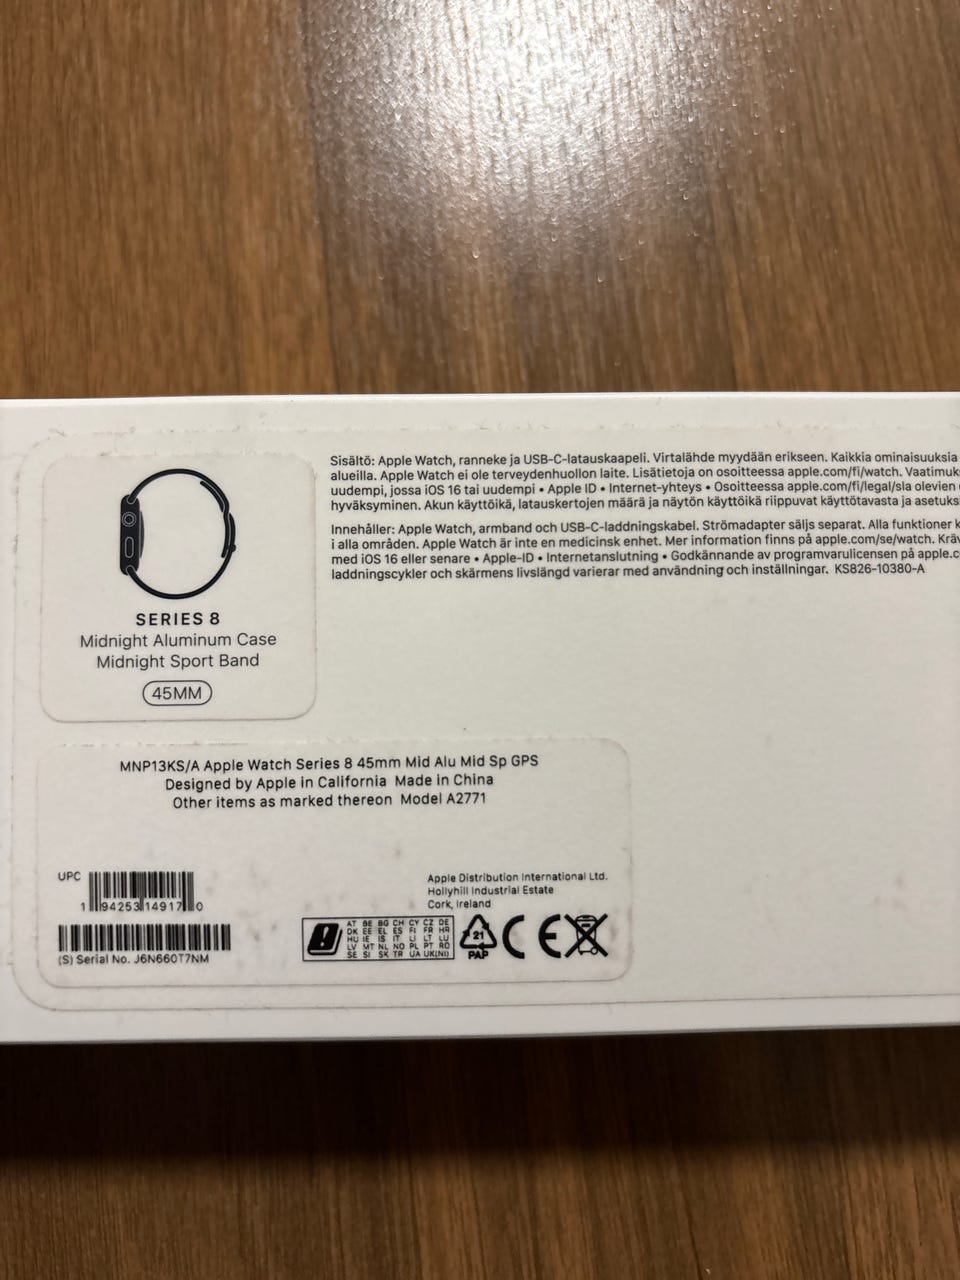 SERIES 8
Midnight Aluminum Case
Midnight Sport Band
45MM
Sisältö: Apple Watch, ranneke ja USB-C-latauskaapeli. Virtalähde myydään erikseen. Kaikkia ominaisuuksia
alueilla. Apple Watch ei ole terveydenhuollon laite. Lisätietoja on osoitteessa apple.com/fi/watch. Vaatimuk
uudempi, jossa iOS 16 tai uudempi • Apple ID • Internet-yhteys • Osoitteessa apple.com/fi/legal/sla olevien
hyväksyminen. Akun käyttöikä, latauskertojen määrä ja näytön käyttöikä riippuvat käyttötavasta ja asetuks
Innehåller: Apple Watch, armband och USB-C-laddningskabel. Strömadapter säljs separat. Alla funktioner k
i alla områden. Apple Watch är inte en medicinsk enhet. Mer information finns på apple.com/se/watch. Kräv
med iOS 16 eller senare • Apple-ID • Internetanslutning • Godkännande av programvarulicensen på apple.c
laddningscykler och skärmens livslängd varierar med användning och inställningar. KS826-10380-A
MNP13KS/A Apple Watch Series 8 45mm Mid Alu Mid Sp GPS
Designed by Apple in California Made in China
Other items as marked thereon Model A2771
UPC
1 94253 14917 0
(S) Serial No. J6N660T7NM
Apple Distribution International Ltd.
Hollyhill Industrial Estate
Cork, Ireland
AT BE BG CH CY CZ DE
DK EE EL ES FI FR HR
HU IE IS IT LI LT LU
LV MT NL NO PL PT RO
SE SI SK TR UA UK(NI)
21
PAP
CE